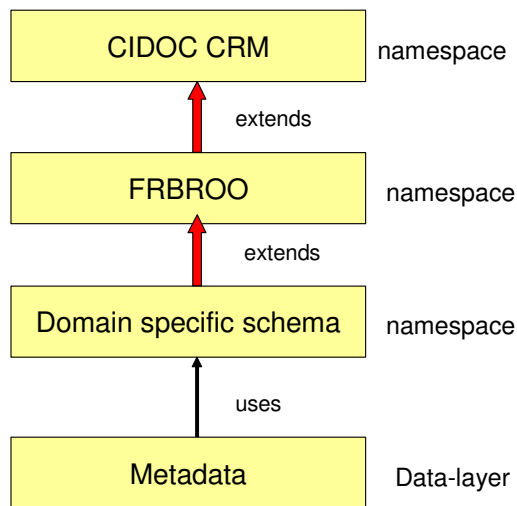 CIDOC CRM namespace
extends
FRBROO namespace
extends
Domain specific schema namespace
uses
Metadata Data-layer